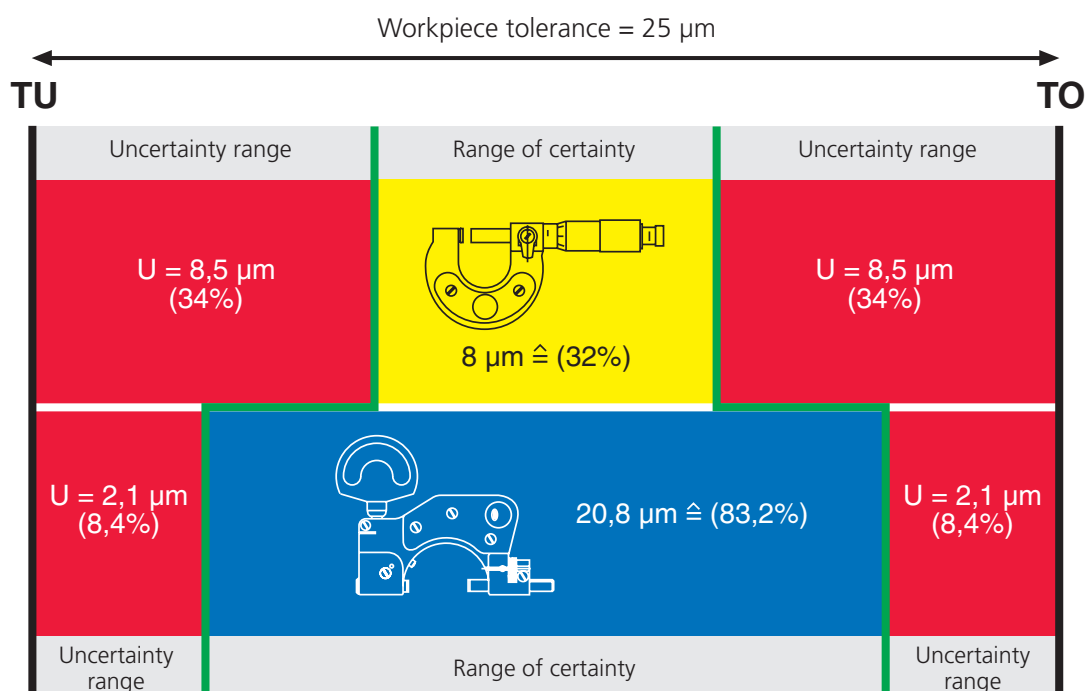 Workpiece tolerance = 25 µm
TU
TO
Uncertainty range
Range of certainty
Uncertainty range
U = 8,5 µm
(34%)
8 µm ≙ (32%)
U = 8,5 µm
(34%)
U = 2,1 µm
(8,4%)
20,8 µm ≙ (83,2%)
U = 2,1 µm
(8,4%)
Uncertainty
range
Range of certainty
Uncertainty
range